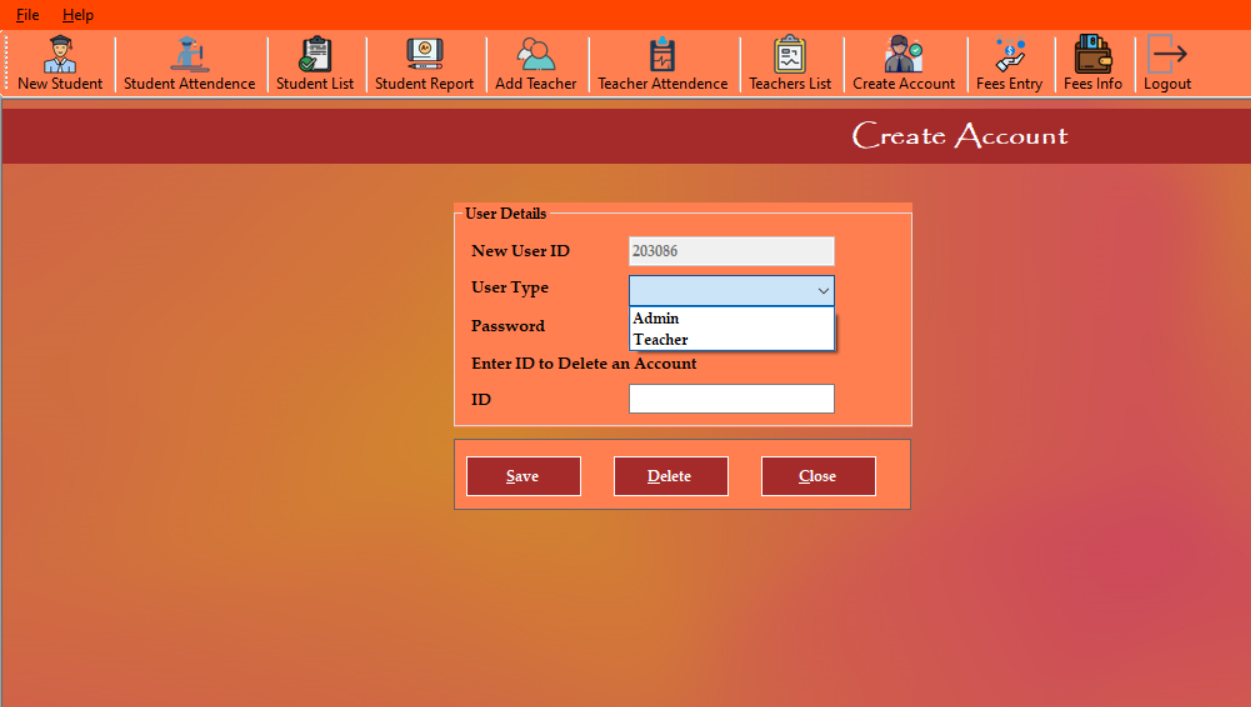 File Help
New Student Student Attendence Student List Student Report Add Teacher Teacher Attendence Teachers List Create Account Fees Entry Fees Info Logout
Create Account
User Details
New User ID 203086
User Type
Admin
Password
Teacher
Enter ID to Delete an Account
ID
Save Delete Close